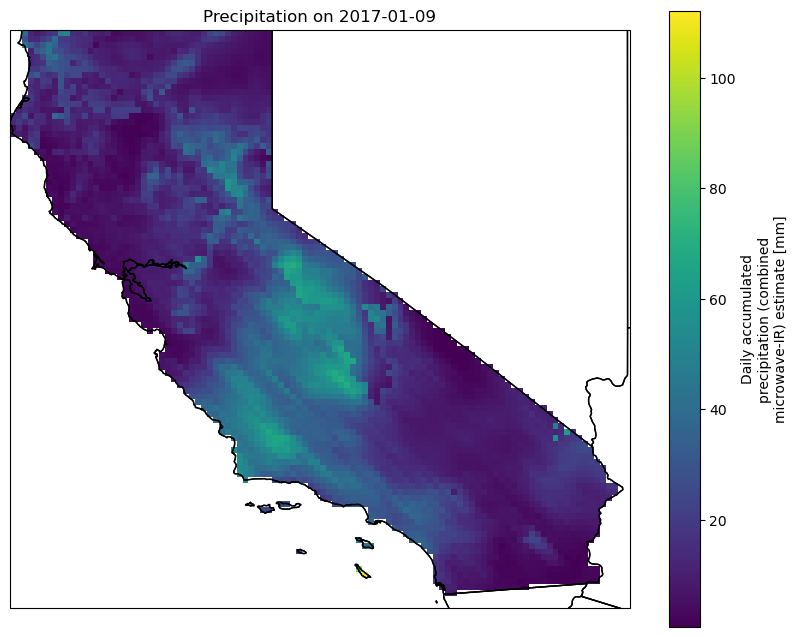 Precipitation on 2017-01-09
100
80
60
40
20
Daily accumulated
precipitation (combined
microwave-IR) estimate [mm]